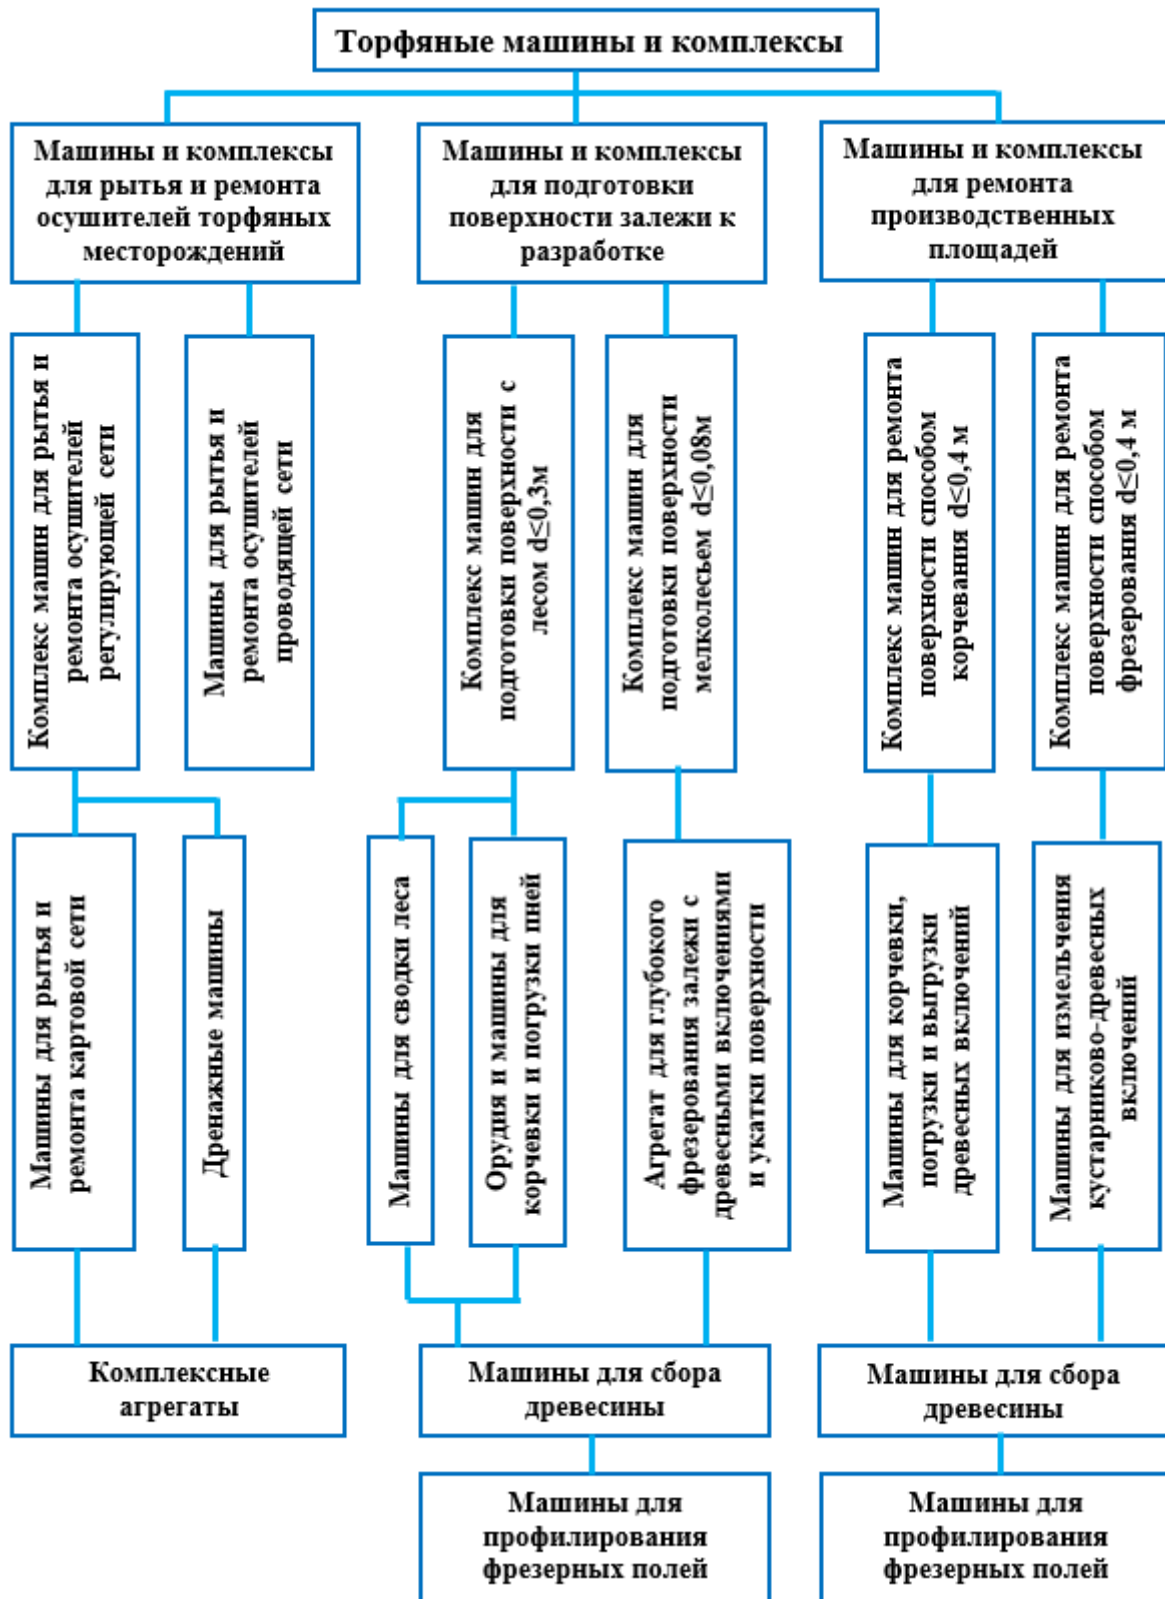 Торфяные машины и комплексы
Машины и комплексы
для рытья и ремонта
осушителей торфяных
месторождений
Машины и комплексы
для подготовки
поверхности залежи к
разработке
Машины и комплексы
для ремонта
производственных
площадей
Комплекс машин для рытья и
ремонта осушителей
регулирующей сети
Машины для рытья и
ремонта осушителей
проводящей сети
Комплекс машин для
подготовки поверхности с
лесом d≤0,3м
Комплекс машин для
подготовки поверхности
мелколесьем d≤0,08м
Комплекс машин для ремонта
поверхности способом
корчевания d≤0,4 м
Комплекс машин для ремонта
поверхности способом
фрезерования d≤0,4 м
Машины для рытья и
ремонта картовой сети
Дренажные машины
Машины для сводки леса
Орудия и машины для
корчевки и погрузки пней
Агрегат для глубокого
фрезерования залежи с
древесными включениями
и укатки поверхности
Машины для корчевки,
погрузки и выгрузки
древесных включений
Машины для измельчения
кустарниково-древесных
включений
Комплексные
агрегаты
Машины для сбора
древесины
Машины для сбора
древесины
Машины для
профилирования
фрезерных полей
Машины для
профилирования
фрезерных полей